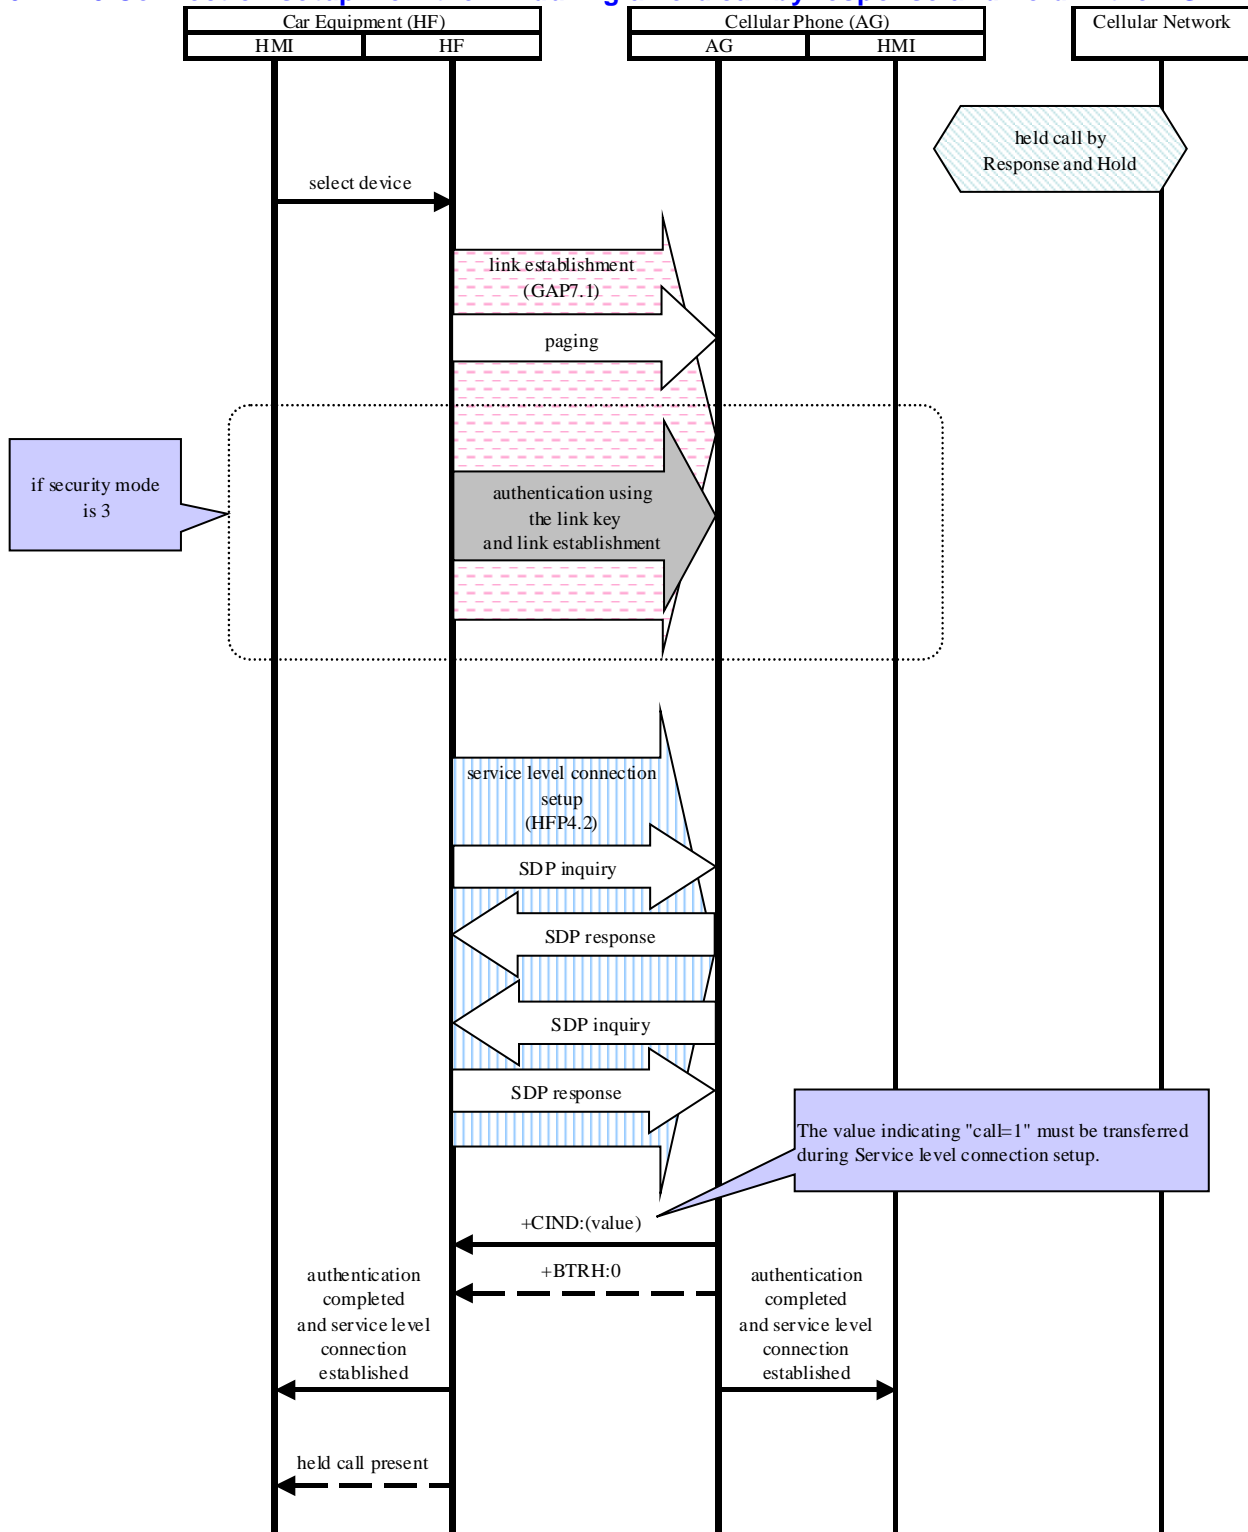 Car Equipment (HF)
Cellular Phone (AG)
Cellular Network
HMI
HF
AG
HMI
held call by
Response and Hold
select device
link establishment
(GAP7.1)
paging
if security mode
is 3
authentication using
the link key
and link establishment
service level connection
setup
(HFP4.2)
SDP inquiry
SDP response
SDP inquiry
SDP response
The value indicating "call=1" must be transferred
during Service level connection setup.
+CIND:(value)
+BTRH:0
authentication
completed
and service level
connection
established
authentication
completed
and service level
connection
established
held call present